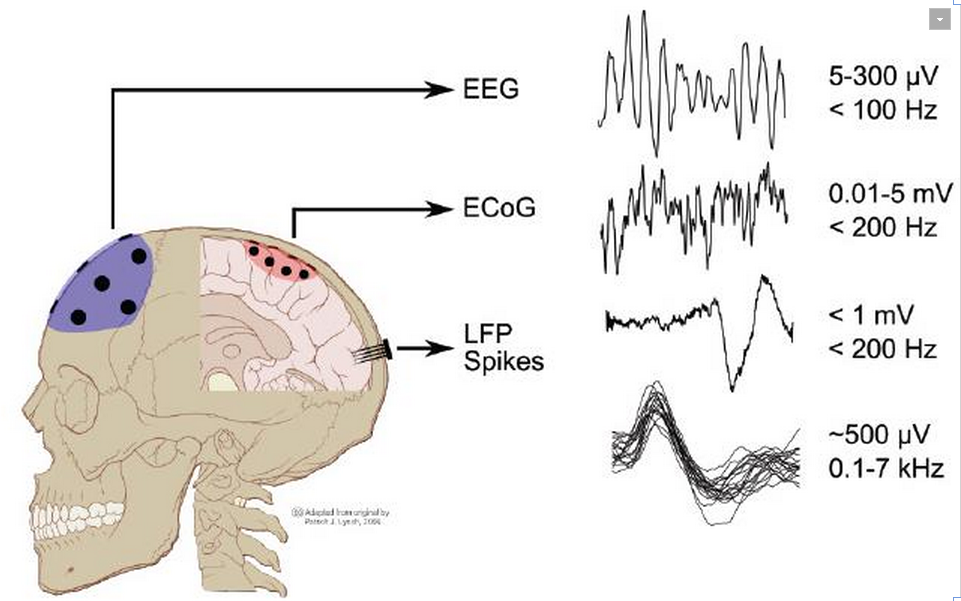 EEG
5-300 µV
< 100 Hz
ECoG
0.01-5 mV
< 200 Hz
LFP
Spikes
< 1 mV
< 200 Hz
~500 µV
0.1-7 kHz
(cc) Adapted from original by
Patrick J. Lynch, 2006